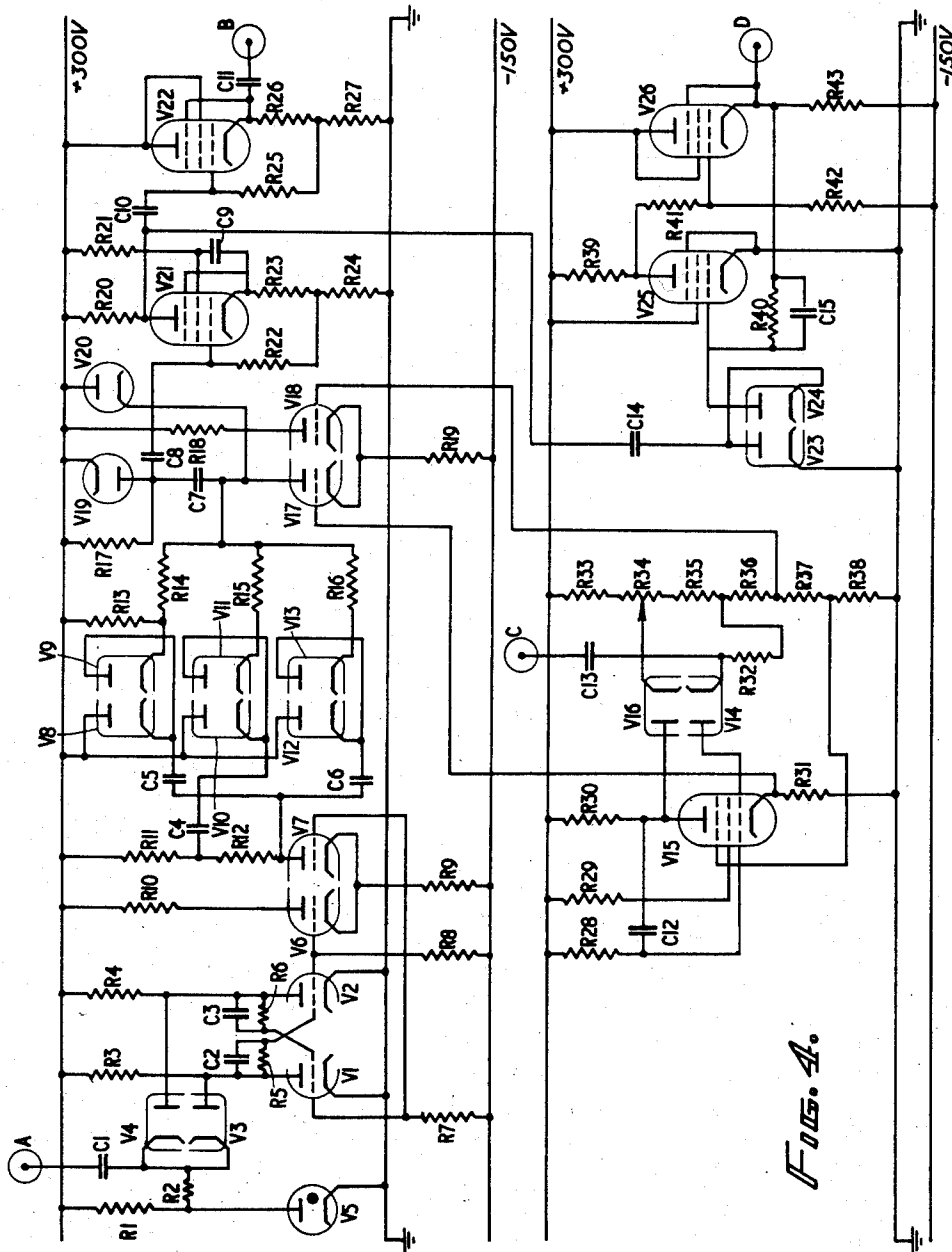 A
+300V
R1
C1
R3
R4
R10
R11
V8
V9
R13
R17
V19
V20
R20
R21
C10
V22
B
C11
V4
V3
R2
C2
C3
R5
R6
V1
V2
V5
R7
V6
V7
R8
R9
R12
C4
C5
C6
V10
V11
V12
V13
R14
R15
R16
C7
C8
R18
V17
V18
R19
V21
C9
R22
R23
R24
R25
R26
R27
-150V
+300V
R28
R29
R30
C12
V15
R31
V16
V14
C13
C
R32
R33
R34
R35
R36
R37
R38
C14
V23
V24
R39
V25
R40
C15
R41
R42
V26
R43
D
-150V
Fig. 4.